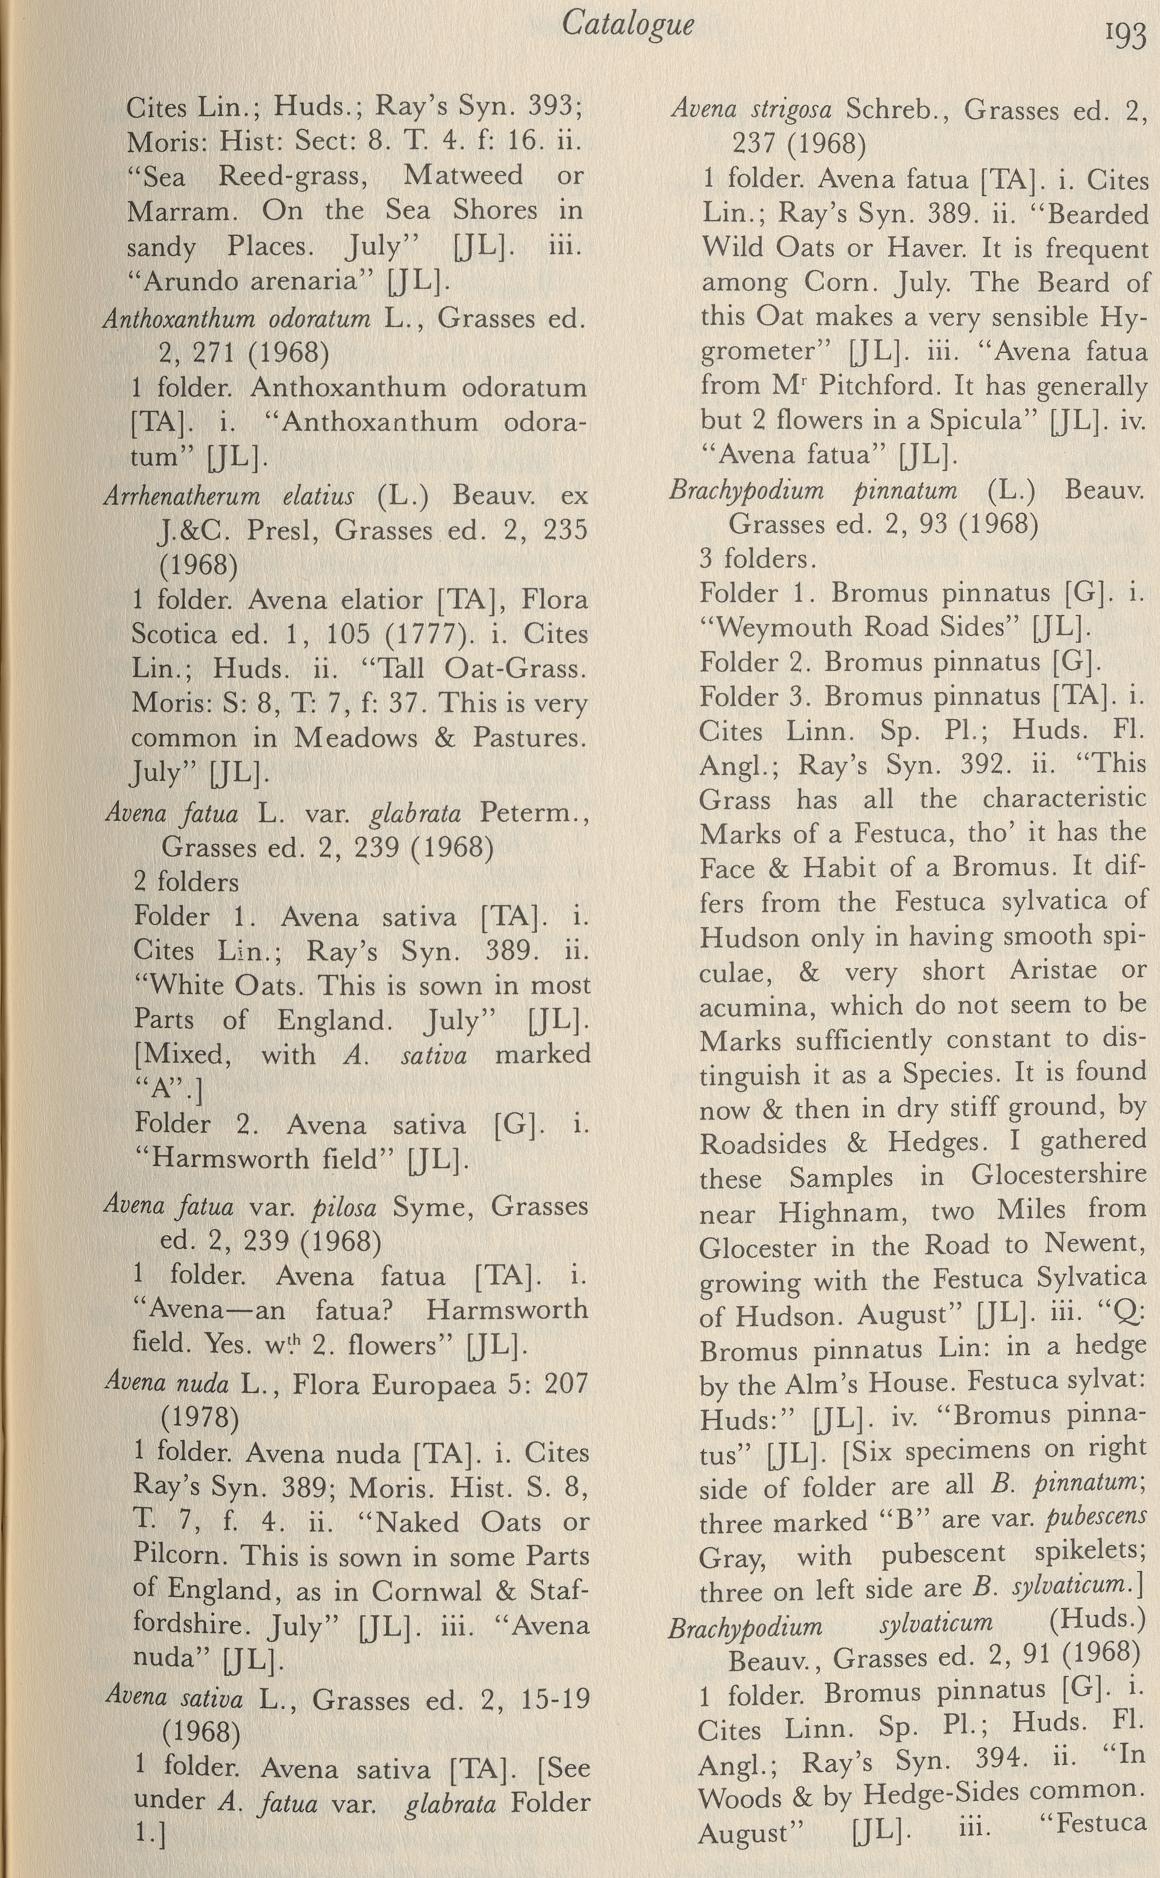 Catalogue
193
Cites Lin.; Huds.; Ray's Syn. 393;
Moris: Hist: Sect: 8. T. 4. f: 16. ii.
“Sea Reed-grass, Matweed or
Marram. On the Sea Shores in
sandy Places. July” [JL]. iii.
“Arundo arenaria” [JL].
Anthoxanthum odoratum L., Grasses ed.
2, 271 (1968)
1 folder. Anthoxanthum odoratum
[TA]. i. “Anthoxanthum odora-
tum” [JL].
Arrhenatherum elatius (L.) Beauv. ex
J.&C. Presl, Grasses ed. 2, 235
(1968)
1 folder. Avena elatior [TA], Flora
Scotica ed. 1, 105 (1777). i. Cites
Lin.; Huds. ii. “Tall Oat-Grass.
Moris: S: 8, T: 7, f: 37. This is very
common in Meadows & Pastures.
July” [JL].
Avena fatua L. var. glabrata Peterm.,
Grasses ed. 2, 239 (1968)
2 folders
Folder 1. Avena sativa [TA]. i.
Cites Lin.; Ray's Syn. 389. ii.
“White Oats. This is sown in most
Parts of England. July” [JL].
[Mixed, with A. sativa marked
“A”.]
Folder 2. Avena sativa [G]. i.
“Harmsworth field” [JL].
Avena fatua var. pilosa Syme, Grasses
ed. 2, 239 (1968)
1 folder. Avena fatua [TA]. i.
“Avena—an fatua? Harmsworth
field. Yes. wth 2. flowers” [JL].
Avena nuda L., Flora Europaea 5: 207
(1978)
1 folder. Avena nuda [TA]. i. Cites
Ray's Syn. 389; Moris. Hist. S. 8,
T. 7, f. 4. ii. “Naked Oats or
Pilcorn. This is sown in some Parts
of England, as in Cornwal & Staf-
fordshire. July” [JL]. iii. “Avena
nuda” [JL].
Avena sativa L., Grasses ed. 2, 15-19
(1968)
1 folder. Avena sativa [TA]. [See
under A. fatua var. glabrata Folder
1.]
Avena strigosa Schreb., Grasses ed. 2,
237 (1968)
1 folder. Avena fatua [TA]. i. Cites
Lin.; Ray's Syn. 389. ii. “Bearded
Wild Oats or Haver. It is frequent
among Corn. July. The Beard of
this Oat makes a very sensible Hy-
grometer” [JL]. iii. “Avena fatua
from Mr Pitchford. It has generally
but 2 flowers in a Spicula” [JL]. iv.
“Avena fatua” [JL].
Brachypodium pinnatum (L.) Beauv.
Grasses ed. 2, 93 (1968)
3 folders.
Folder 1. Bromus pinnatus [G]. i.
“Weymouth Road Sides” [JL].
Folder 2. Bromus pinnatus [G].
Folder 3. Bromus pinnatus [TA]. i.
Cites Linn. Sp. Pl.; Huds. Fl.
Angl.; Ray's Syn. 392. ii. “This
Grass has all the characteristic
Marks of a Festuca, tho’ it has the
Face & Habit of a Bromus. It dif-
fers from the Festuca sylvatica of
Hudson only in having smooth spi-
culae, & very short Aristae or
acumina, which do not seem to be
Marks sufficiently constant to dis-
tinguish it as a Species. It is found
now & then in dry stiff ground, by
Roadsides & Hedges. I gathered
these Samples in Glocestershire
near Highnam, two Miles from
Glocester in the Road to Newent,
growing with the Festuca Sylvatica
of Hudson. August” [JL]. iii. “Q:
Bromus pinnatus Lin: in a hedge
by the Alm's House. Festuca sylvat:
Huds:” [JL]. iv. “Bromus pinna-
tus” [JL]. [Six specimens on right
side of folder are all B. pinnatum;
three marked “B” are var. pubescens
Gray, with pubescent spikelets;
three on left side are B. sylvaticum.]
Brachypodium sylvaticum (Huds.)
Beauv., Grasses ed. 2, 91 (1968)
1 folder. Bromus pinnatus [G]. i.
Cites Linn. Sp. Pl.; Huds. Fl.
Angl.; Ray's Syn. 394. ii. “In
Woods & by Hedge-Sides common.
August” [JL]. iii. “Festuca